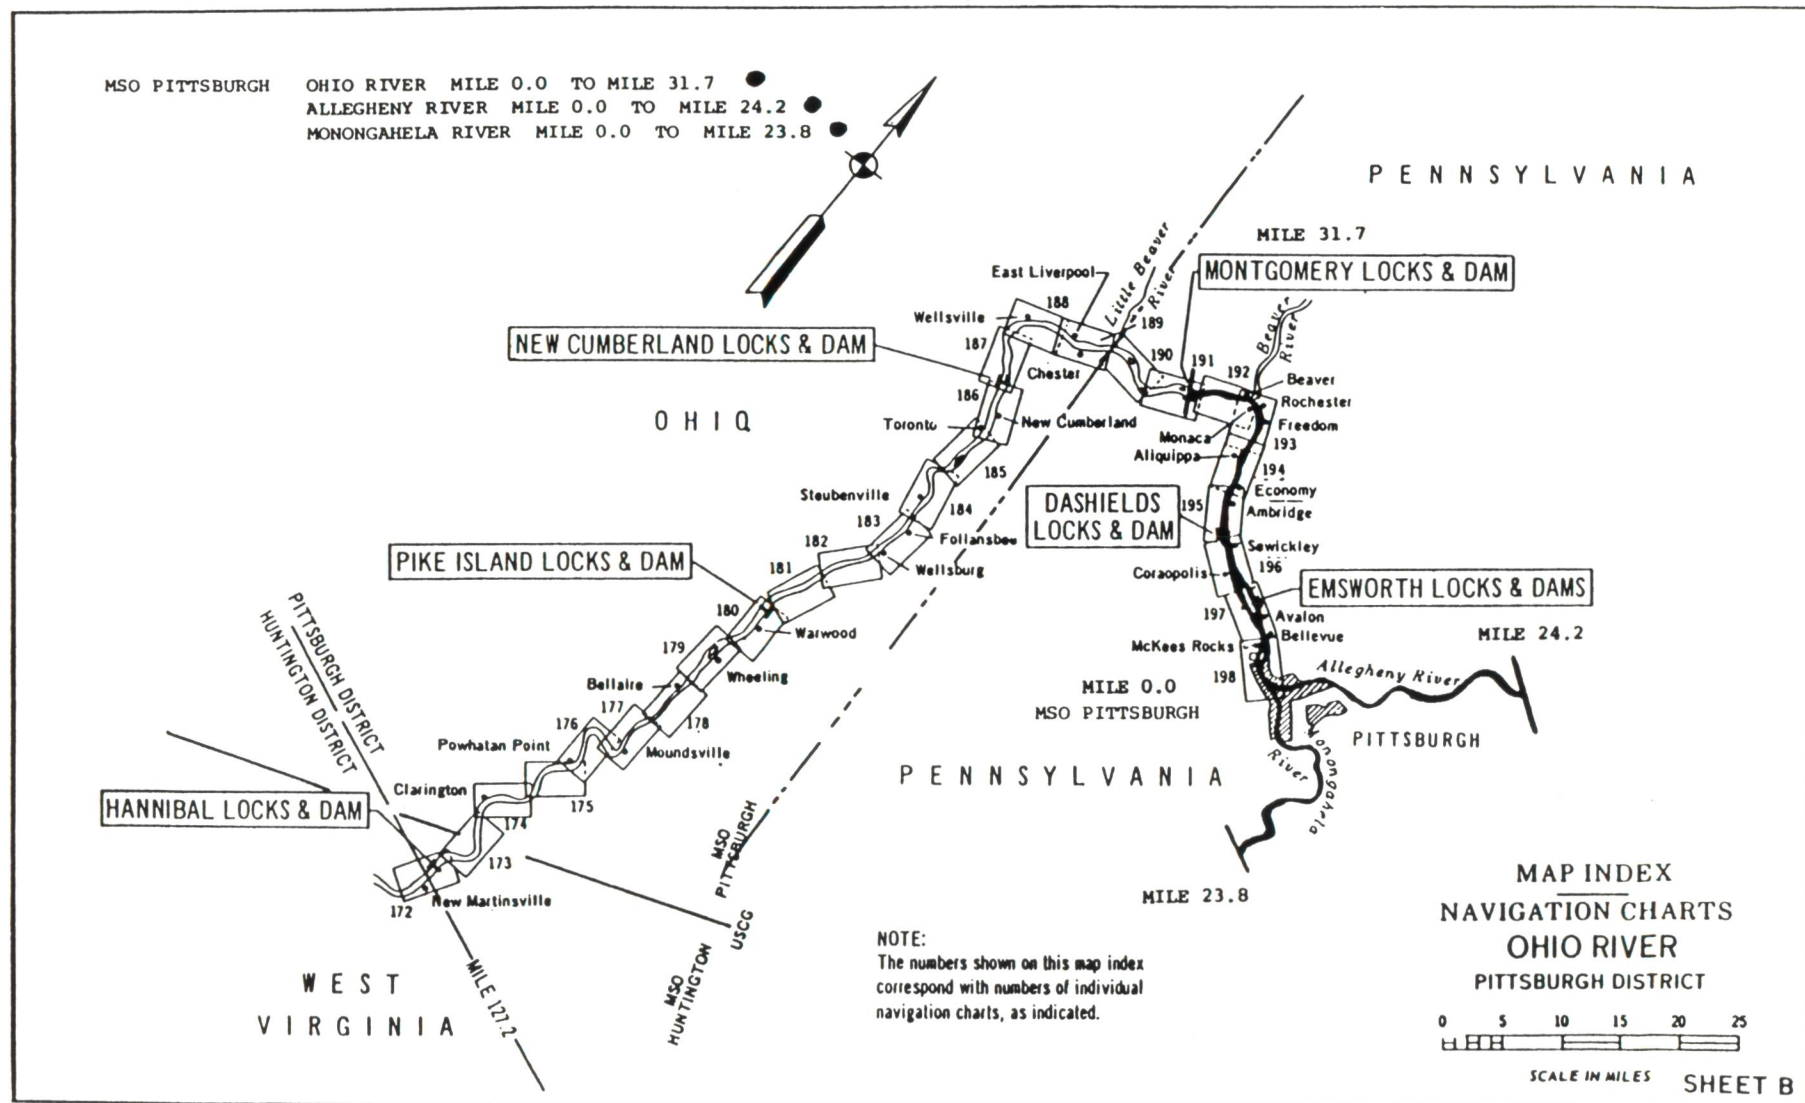 MSO PITTSBURGH OHIO RIVER MILE 0.0 TO MILE 31.7
ALLEGHENY RIVER MILE 0.0 TO MILE 24.2
MONONGAHELA RIVER MILE 0.0 TO MILE 23.8
PENNSYLVANIA
MILE 31.7
MONTGOMERY LOCKS & DAM
East Liverpool
Little Beaver
River
188
189
Wellsville
Beaver
River
NEW CUMBERLAND LOCKS & DAM
187
190
191
192
Chester
Beaver
186
Rochester
OHIO
Toronto
New Cumberland
Freedom
Monaca
193
Aliquippa
185
194
Steubenville
Economy
DASHIELDS
LOCKS & DAM
195
Ambridge
184
183
Follansbee
182
Sewickley
PIKE ISLAND LOCKS & DAM
196
181
Wellsburg
Coraopolis
EMSWORTH LOCKS & DAMS
PITTSBURGH DISTRICT
HUNTINGTON DISTRICT
180
197
Avalon
Warwood
Bellevue
MILE 24.2
179
McKees Rocks
Allegheny River
198
Wheeling
Bellaire
MILE 0.0
MSO PITTSBURGH
177
178
176
PITTSBURGH
Powhatan Point
Moundsville
River
Monongahela
PENNSYLVANIA
Clarington
175
HANNIBAL LOCKS & DAM
174
MSO
PITTSBURGH
173
MILE 23.8
172
New Martinsville
USCG
MSO
HUNTINGTON
WEST
VIRGINIA
MILE 127.2
NOTE:
The numbers shown on this map index
correspond with numbers of individual
navigation charts, as indicated.
MAP INDEX
NAVIGATION CHARTS
OHIO RIVER
PITTSBURGH DISTRICT
0 5 10 15 20 25
SCALE IN MILES
SHEET B